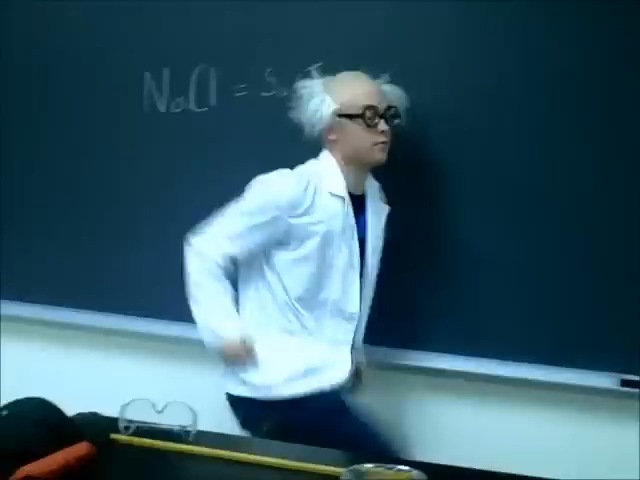 NaCl =